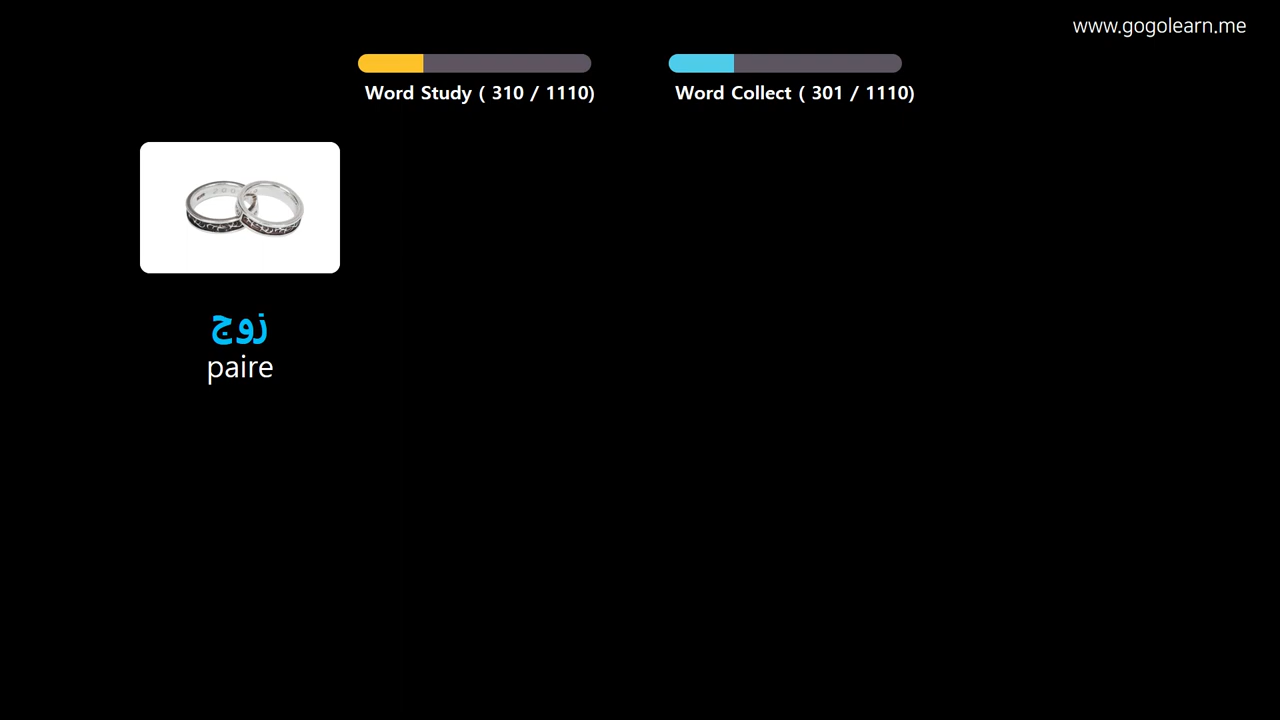 www.gogolearn.me
Word Study ( 310 / 1110)
Word Collect ( 301 / 1110)
زوج
paire